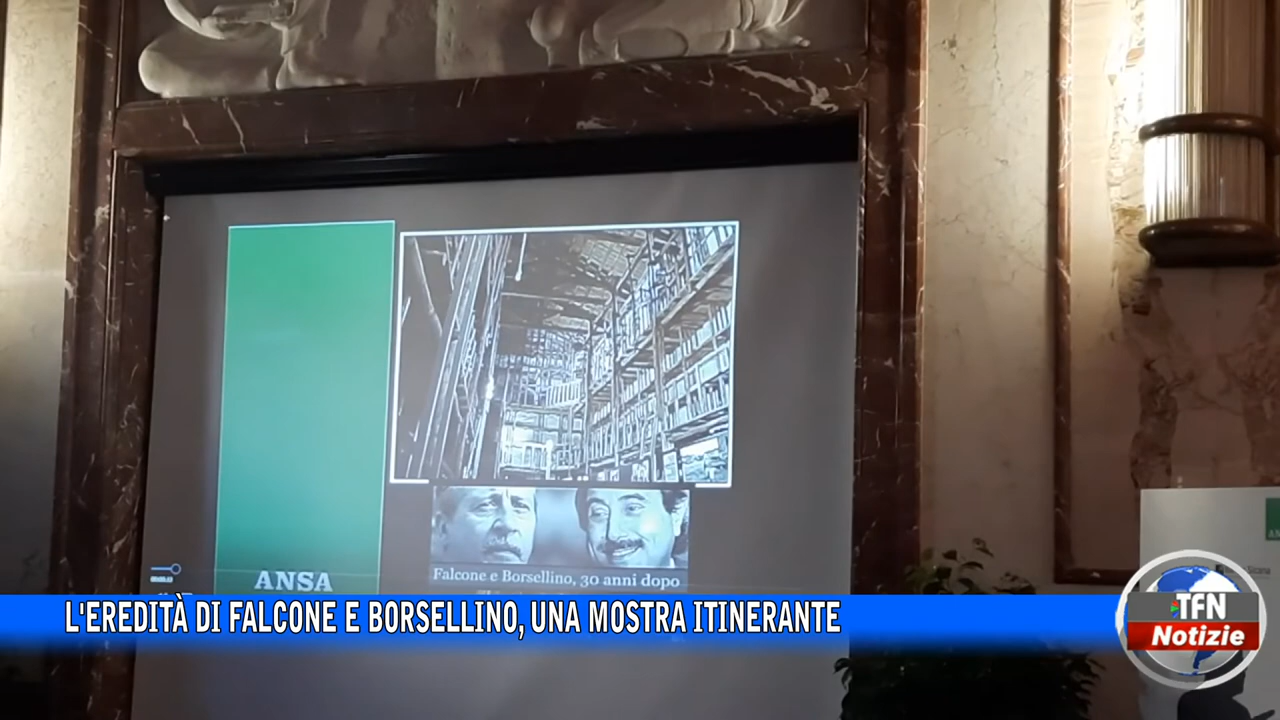 ANSA
Falcone e Borsellino, 30 anni dopo
L'EREDITÀ DI FALCONE E BORSELLINO, UNA MOSTRA ITINERANTE
TFN
Notizie